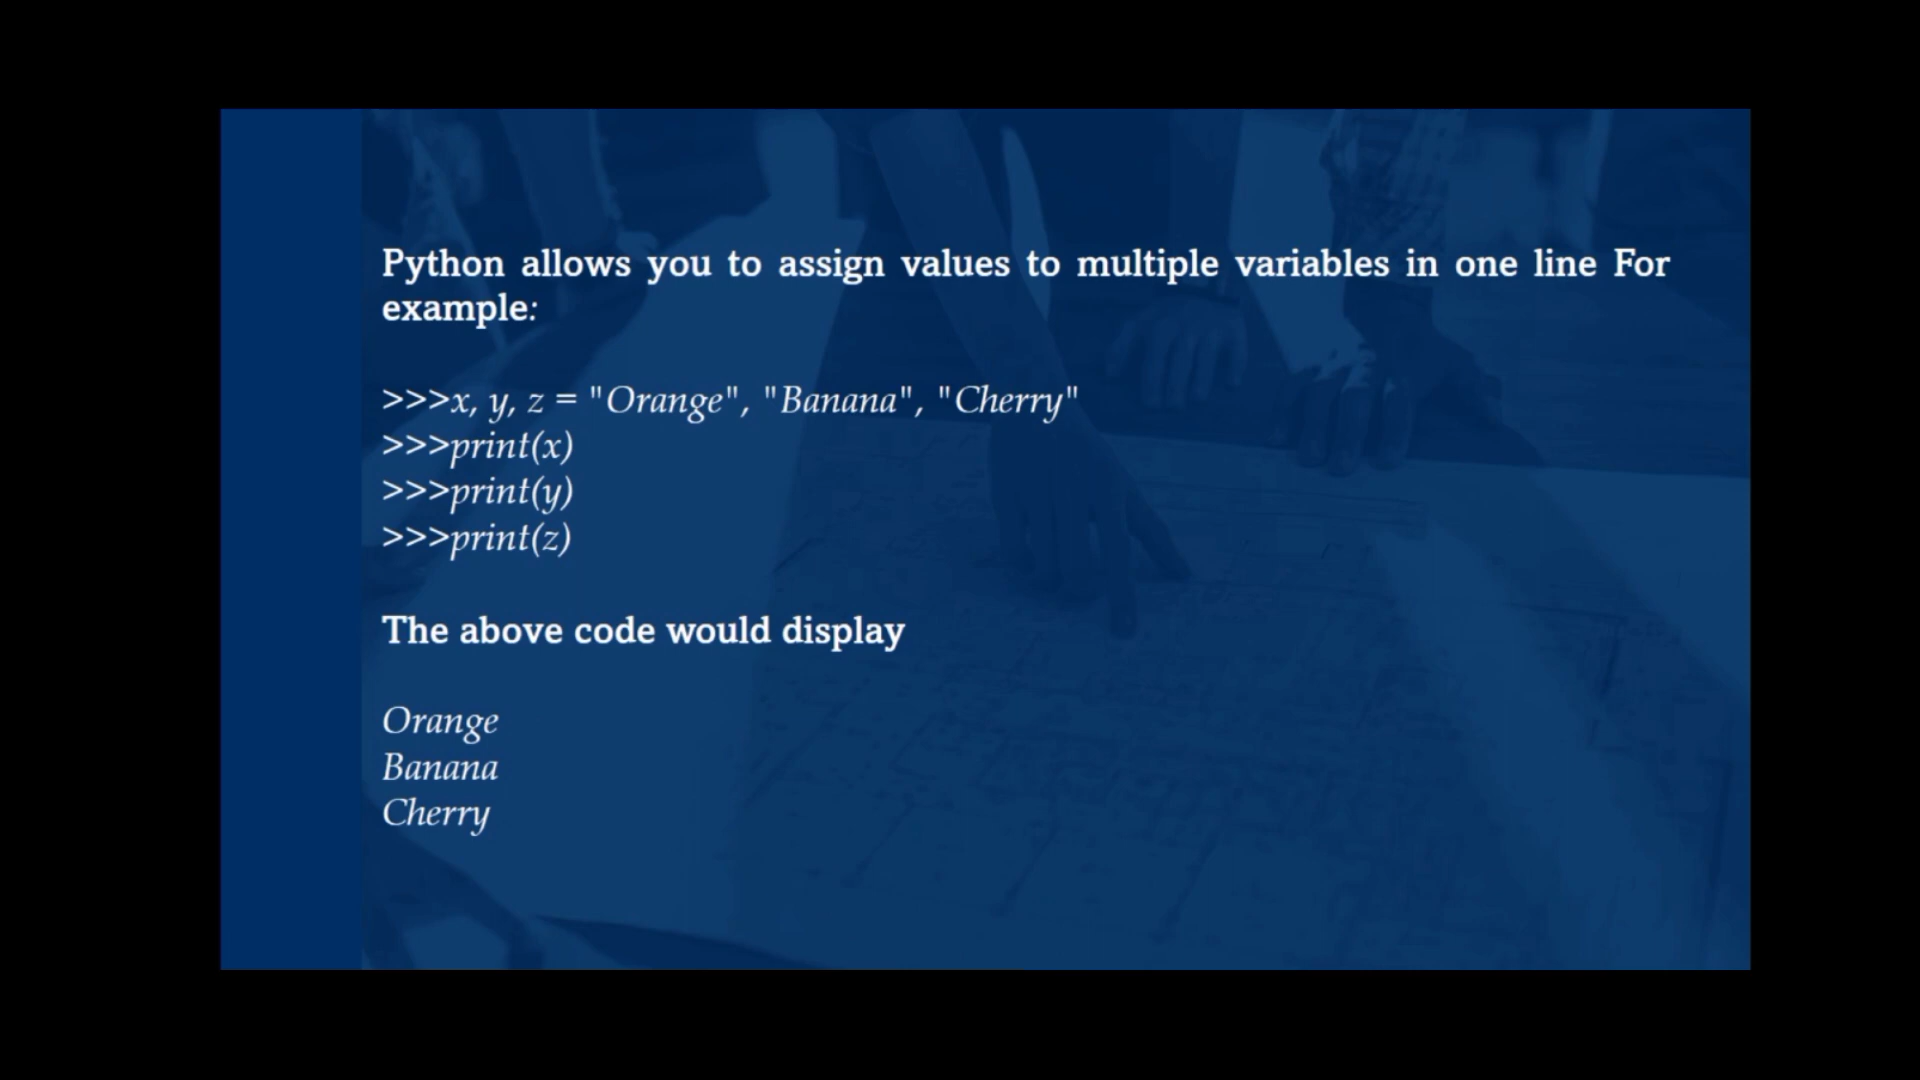 Python allows you to assign values to multiple variables in one line For
example:
>>>x, y, z = "Orange", "Banana", "Cherry"
>>>print(x)
>>>print(y)
>>>print(z)
The above code would display
Orange
Banana
Cherry